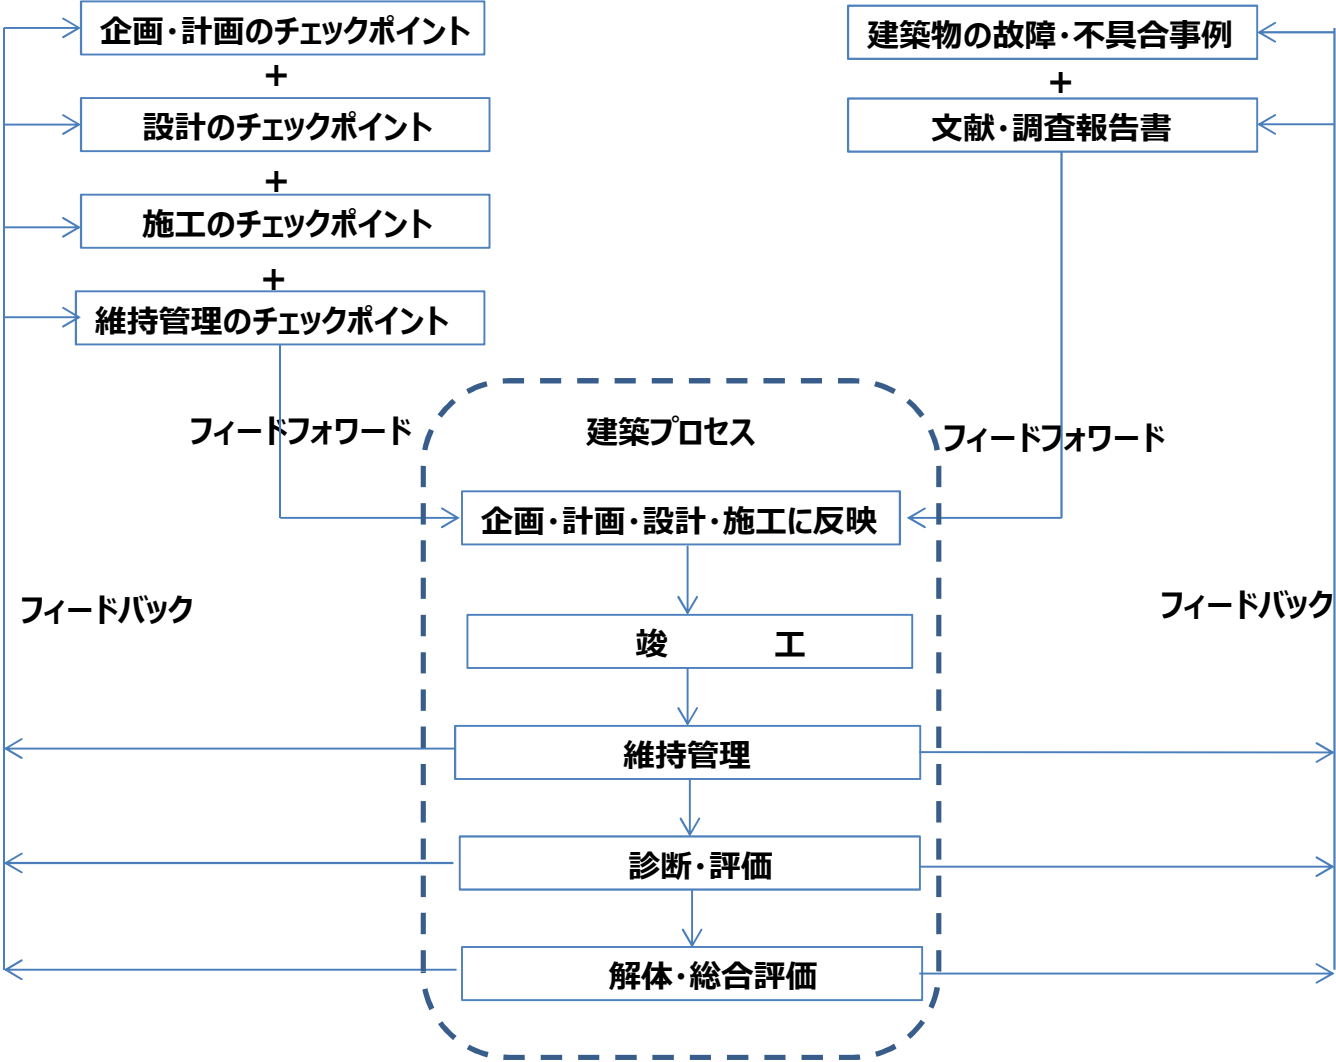 企画・計画のチェックポイント
+
設計のチェックポイント
+
施工のチェックポイント
+
維持管理のチェックポイント
建築物の故障・不具合事例
+
文献・調査報告書
フィードフォワード
建築プロセス
フィードフォワード
企画・計画・設計・施工に反映
フィードバック
フィードバック
竣　　　工
維持管理
診断・評価
解体・総合評価